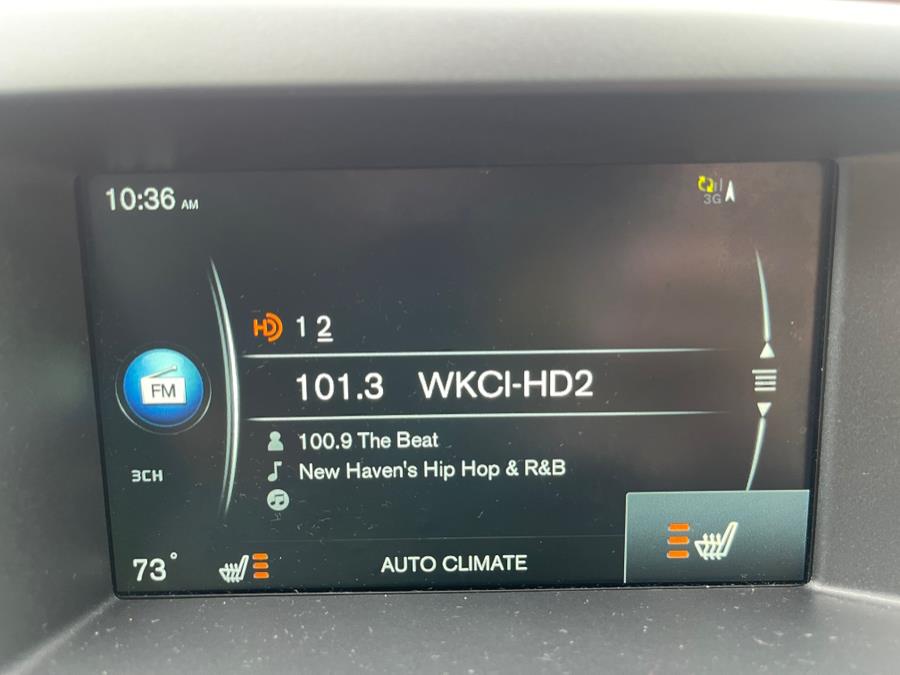 10:36 AM
3G
HD 1 2
101.3 WKCI-HD2
FM
100.9 The Beat
New Haven's Hip Hop & R&B
3CH
73°
AUTO CLIMATE